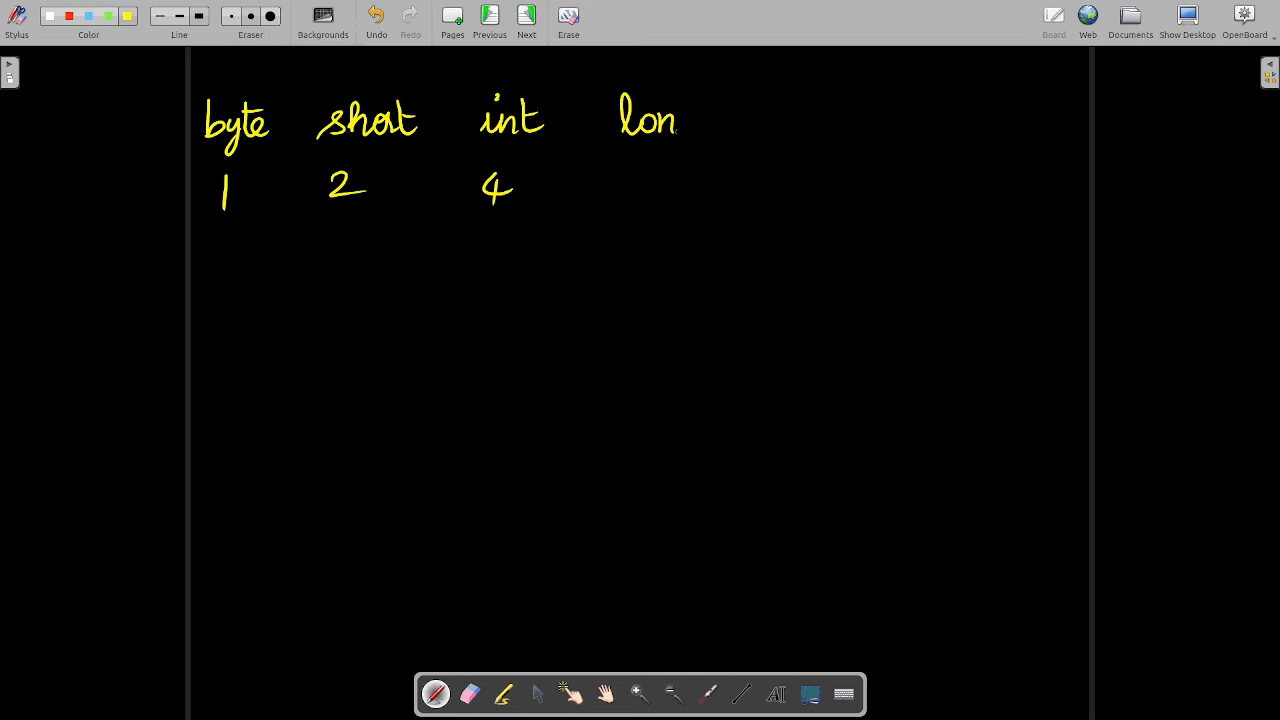 Stylus Color Line Eraser Backgrounds Undo Redo Pages Previous Next Erase Board Web Documents Show Desktop OpenBoard
byte short int lon
1 2 4